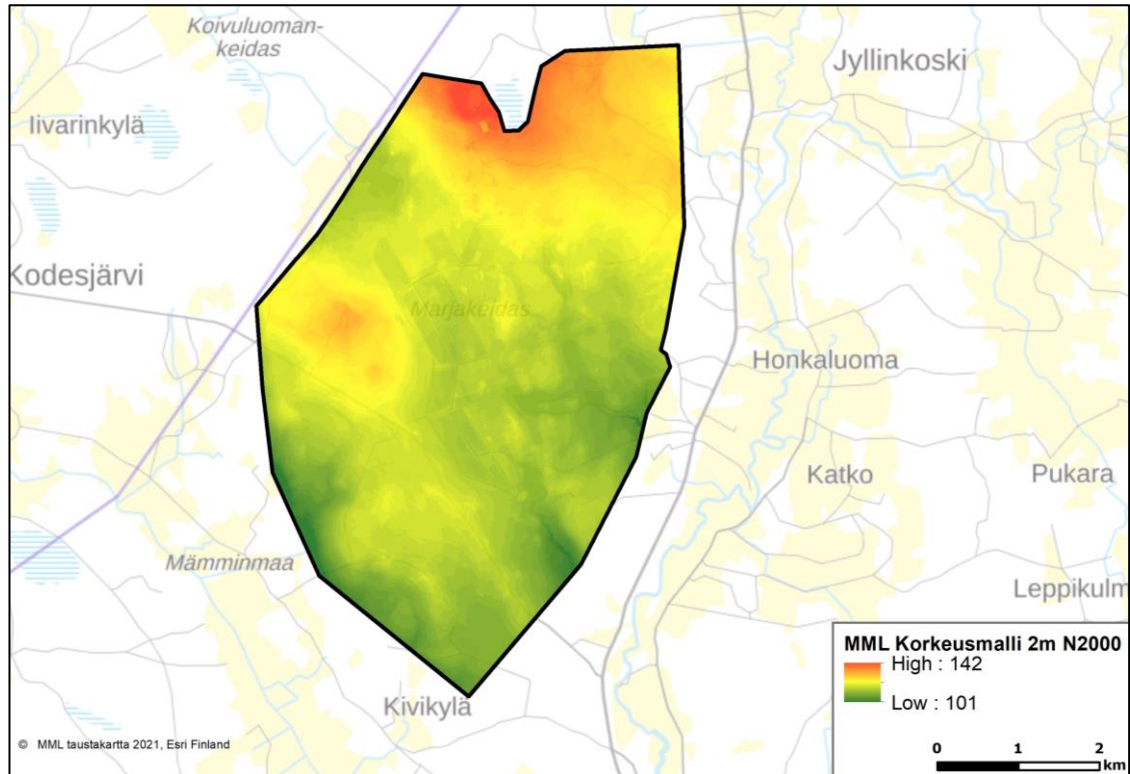 Koivuluoman-
keidas
Jyllinkoski
Iivarinkylä
Kodesjärvi
Marjakeidas
Honkaluoma
Katko
Pukara
Mämminmaa
Leppikulm
Kivikylä
MML Korkeusmalli 2m N2000
High : 142
Low : 101
© MML taustakartta 2021, Esri Finland
0 1 2
km